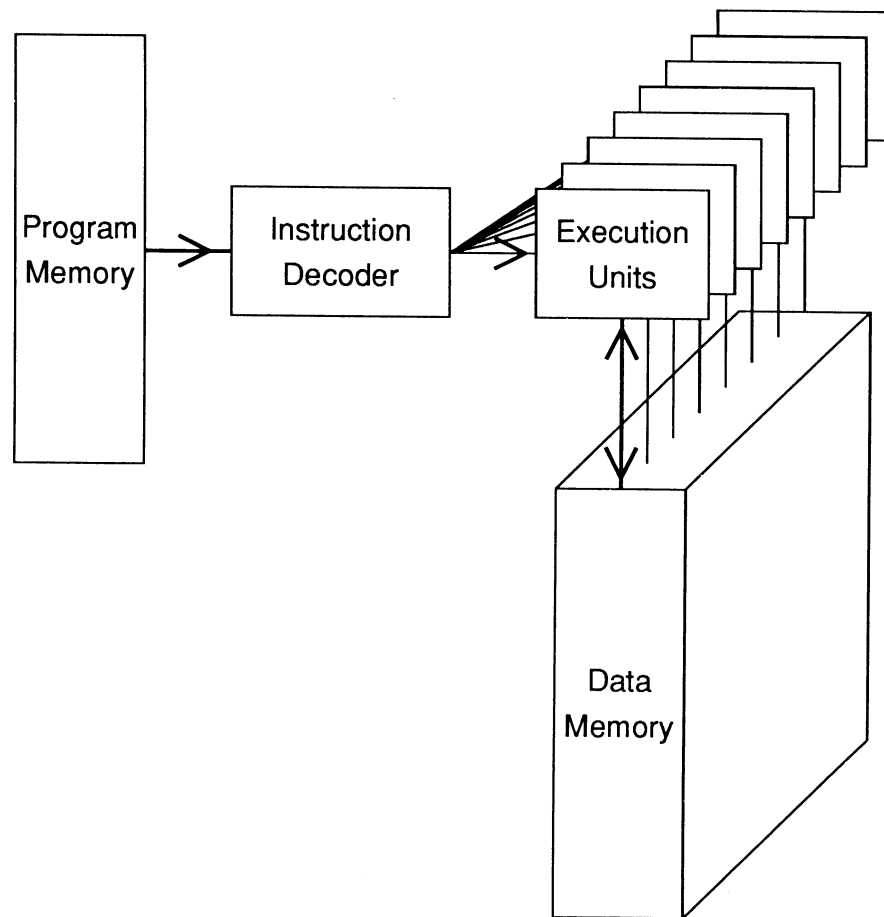 Program
Memory
Instruction
Decoder
Execution
Units
Data
Memory